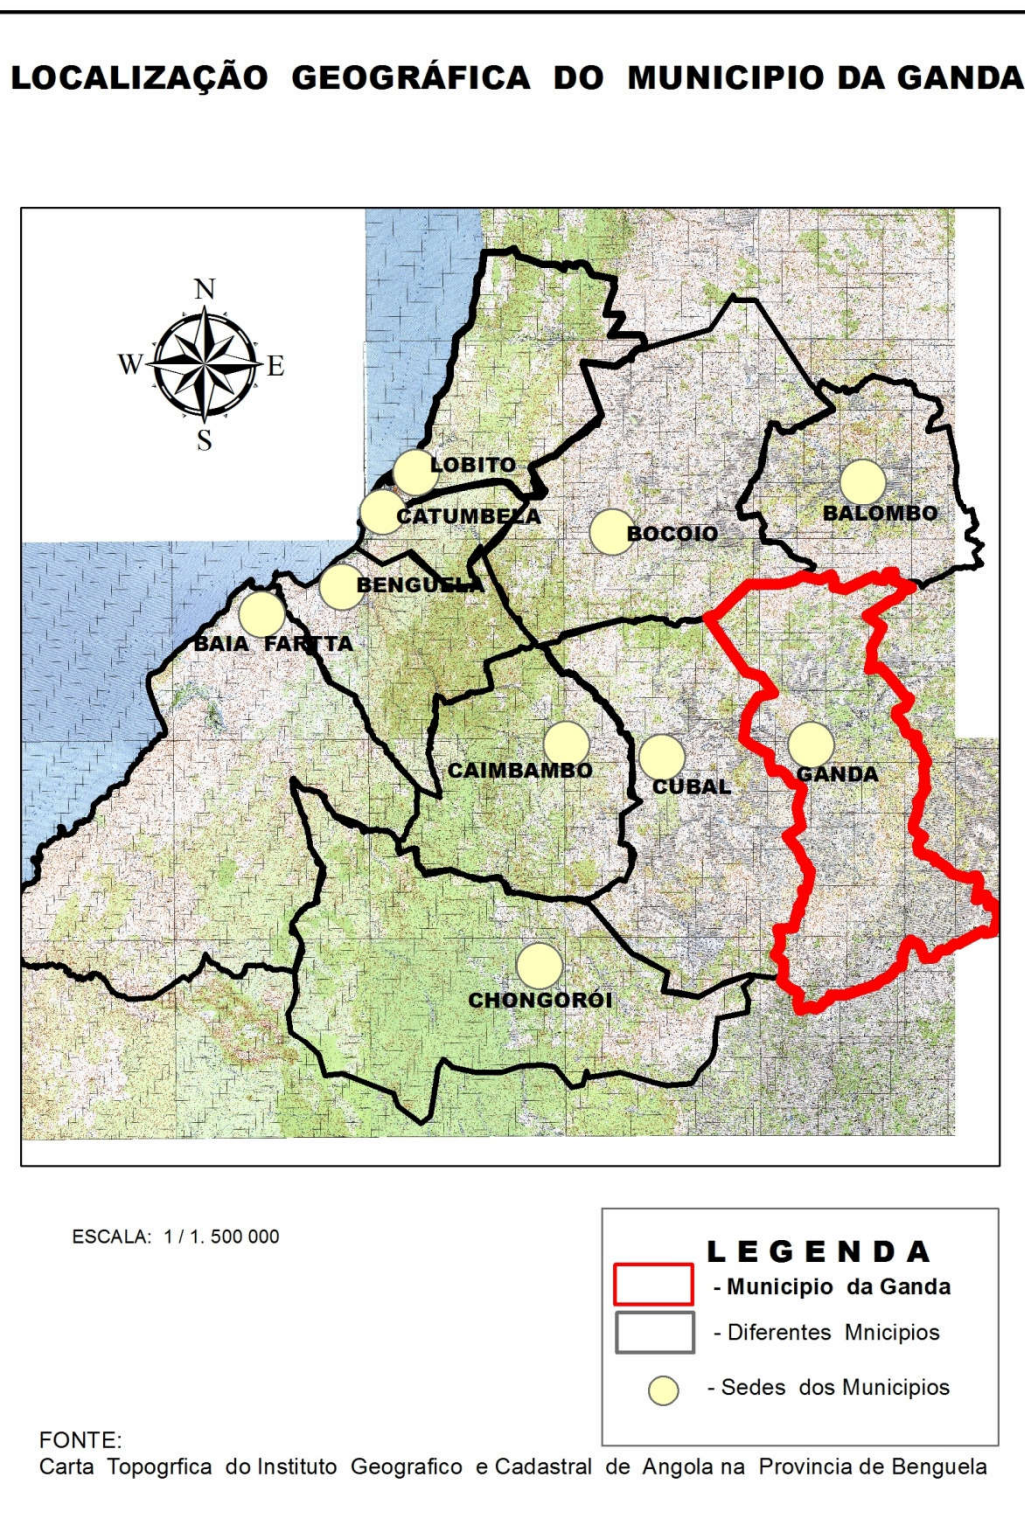 LOCALIZAÇÃO GEOGRÁFICA DO MUNICIPIO DA GANDA
N
W E
S
LOBITO
CATUMBELA
BALOMBO
BOCOIO
BENGUELA
BAIA FARTTA
CAIMBAMBO
GANDA
CUBAL
CHONGORÓI
ESCALA: 1 / 1. 500 000
LEGENDA
- Municipio da Ganda
- Diferentes Mnicipios
- Sedes dos Municipios
FONTE:
Carta Topogrfica do Instituto Geografico e Cadastral de Angola na Provincia de Benguela